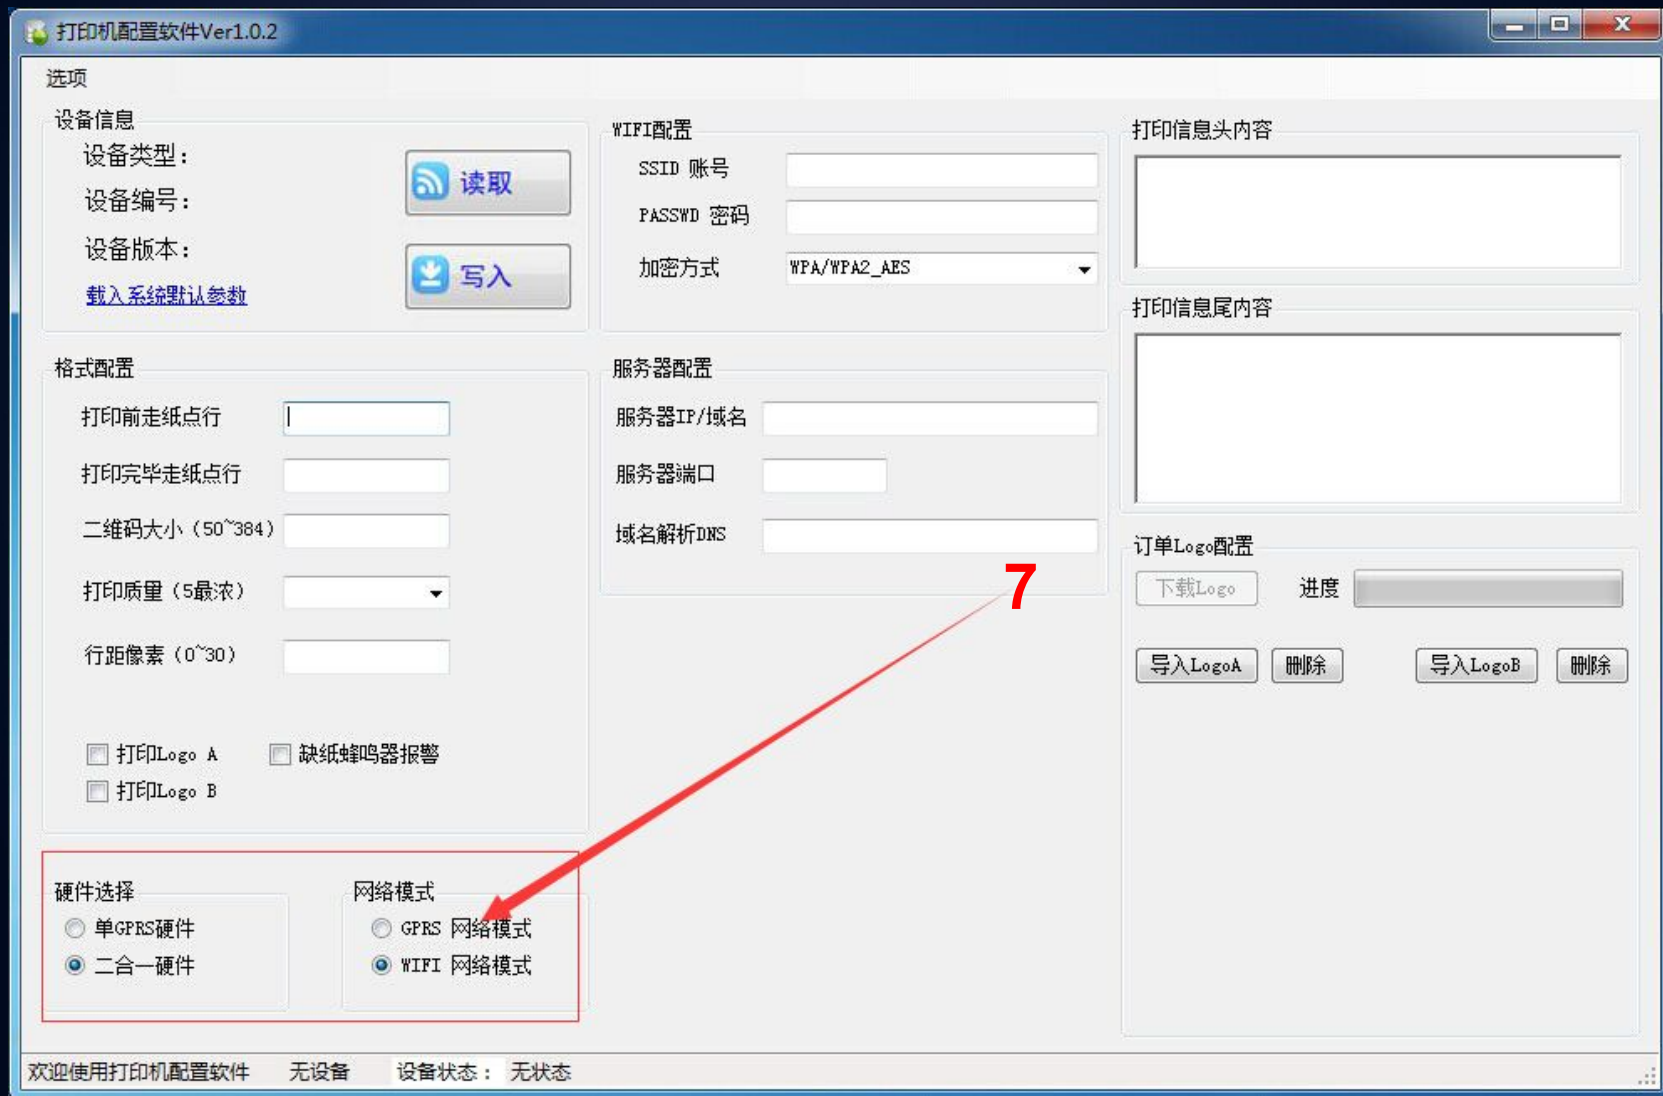 打印机配置软件Ver1.0.2
选项
设备信息
设备类型：
设备编号：
设备版本：
载入系统默认参数
读取
写入
WIFI配置
SSID 账号
PASSWD 密码
加密方式
WPA/WPA2_AES
打印信息头内容
打印信息尾内容
格式配置
打印前走纸点行
打印完毕走纸点行
二维码大小（50~384）
打印质量（5最浓）
行距像素（0~30）
打印Logo A
缺纸蜂鸣器报警
打印Logo B
服务器配置
服务器IP/域名
服务器端口
域名解析DNS
7
订单Logo配置
下载Logo
进度
导入LogoA
删除
导入LogoB
删除
硬件选择
单GPRS硬件
二合一硬件
网络模式
GPRS 网络模式
WIFI 网络模式
欢迎使用打印机配置软件
无设备
设备状态：
无状态